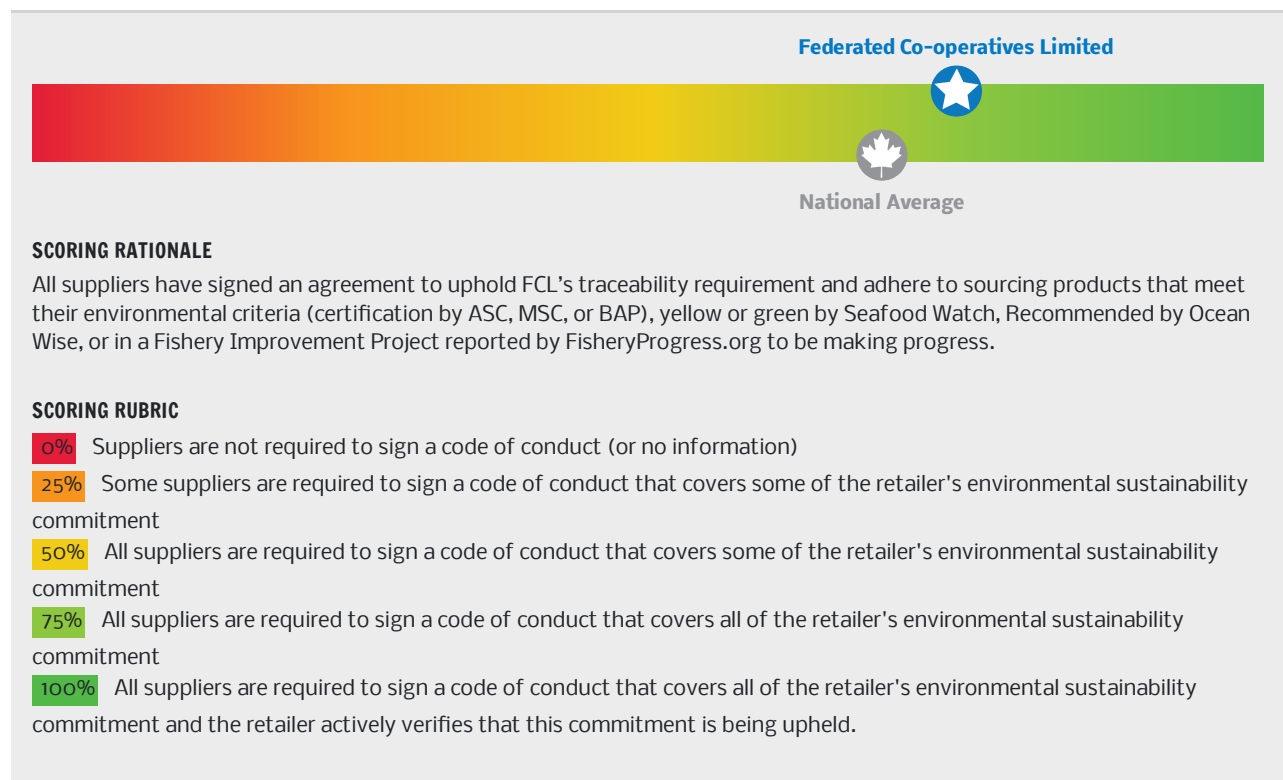 Federated Co-operatives Limited
National Average
SCORING RATIONALE
All suppliers have signed an agreement to uphold FCL's traceability requirement and adhere to sourcing products that meet
their environmental criteria (certification by ASC, MSC, or BAP), yellow or green by Seafood Watch, Recommended by Ocean
Wise, or in a Fishery Improvement Project reported by FisheryProgress.org to be making progress.
SCORING RUBRIC
0% Suppliers are not required to sign a code of conduct (or no information)
25% Some suppliers are required to sign a code of conduct that covers some of the retailer's environmental sustainability
commitment
50% All suppliers are required to sign a code of conduct that covers some of the retailer's environmental sustainability
commitment
75% All suppliers are required to sign a code of conduct that covers all of the retailer's environmental sustainability
commitment
100% All suppliers are required to sign a code of conduct that covers all of the retailer's environmental sustainability
commitment and the retailer actively verifies that this commitment is being upheld.